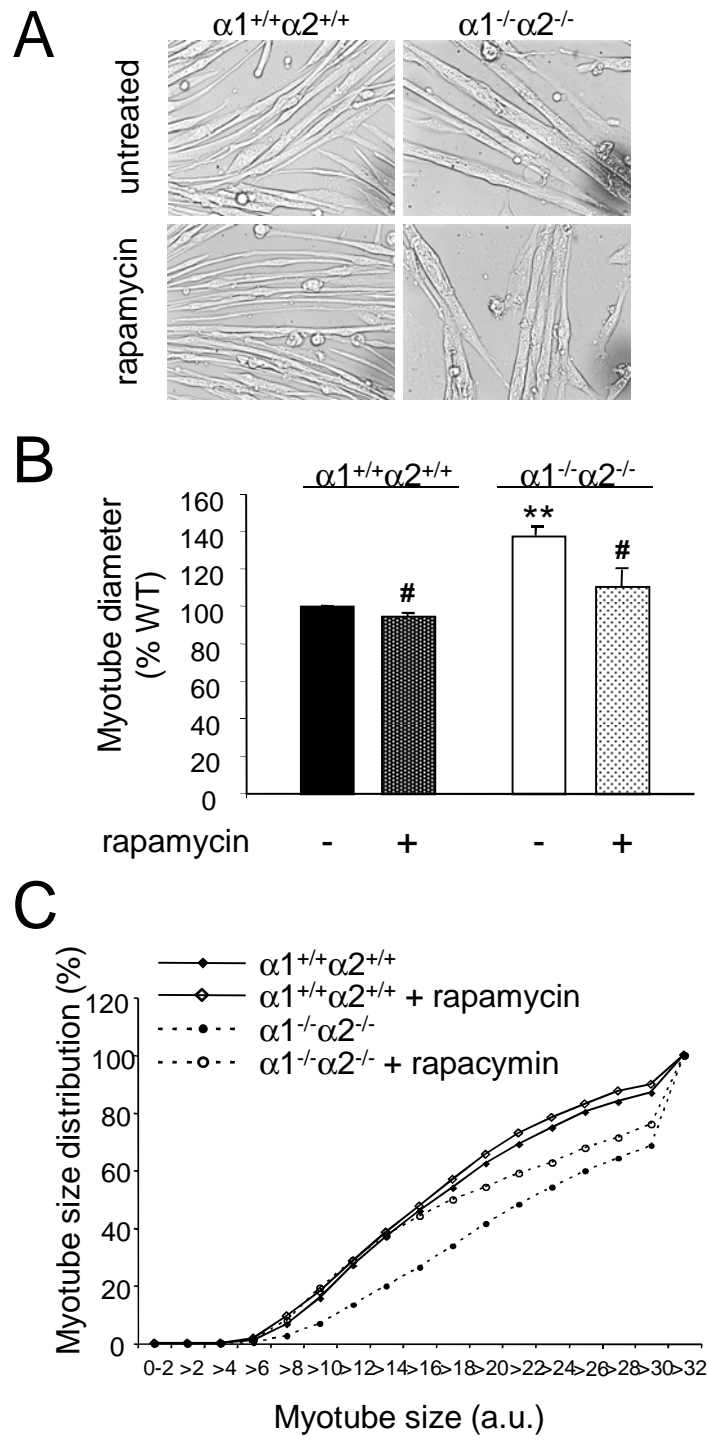 A
α1+/+α2+/+ α1-/-α2-/-
untreated
rapamycin
B
α1+/+α2+/+ α1-/-α2-/-
Myotube diameter
(% WT)
160
140
120
100
80
60
40
20
0
# ** #
rapamycin - + - +
C
α1+/+α2+/+
α1+/+α2+/+ + rapamycin
α1-/-α2-/-
α1-/-α2-/- + rapacymin
Myotube size distribution (%)
120
100
80
60
40
20
0
0-2 >2 >4 >6 >8 >10 >12 >14 >16 >18 >20 >22 >24 >26 >28 >30 >32
Myotube size (a.u.)